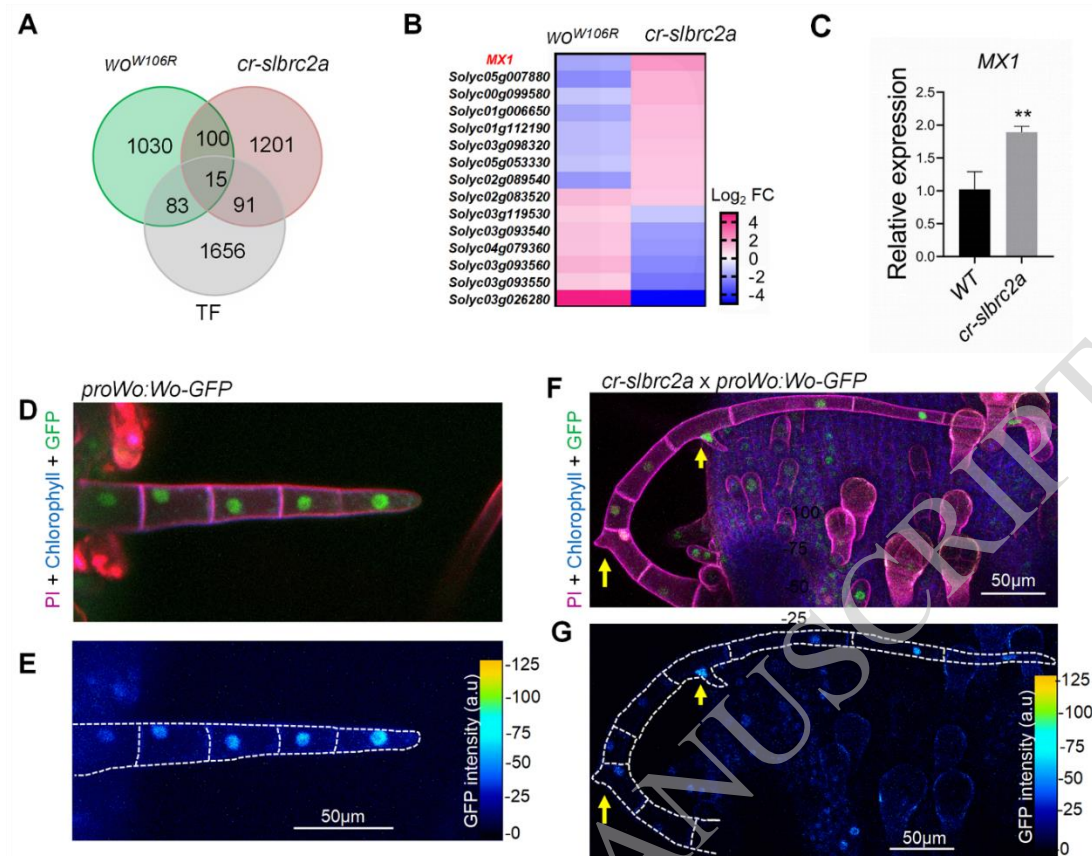 A
wo^W106R
cr-slbrc2a
1030
100
1201
15
83
91
1656
TF
B
wo^W106R
cr-slbrc2a
MX1
Solyc05g007880
Solyc00g099580
Solyc01g006650
Solyc01g112190
Solyc03g098320
Solyc05g053330
Solyc02g089540
Solyc02g083520
Solyc03g119530
Solyc03g093540
Solyc04g079360
Solyc03g093560
Solyc03g093550
Solyc03g026280
Log₂ FC
4
2
0
-2
-4
C
MX1
Relative expression
2.5
2.0
1.5
1.0
0.5
0.0
**
WT
cr-slbrc2a
D
proWo:Wo-GFP
PI + Chlorophyll + GFP
E
GFP intensity (a.u)
-125
-100
-75
-50
-25
-0
50µm
F
cr-slbrc2a x proWo:Wo-GFP
PI + Chlorophyll + GFP
-100
-75
50
-25
50µm
G
GFP intensity (a.u)
-125
-100
-75
-50
-25
-0
50µm
ANUSCRIPT